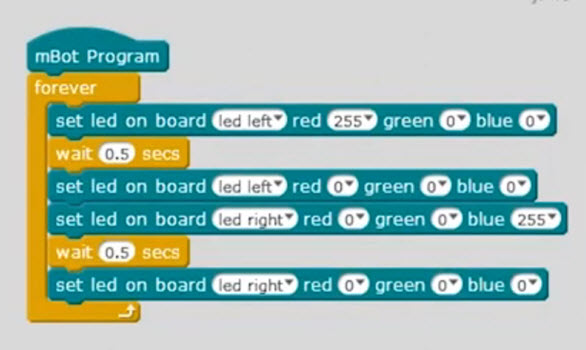 mBot Program
forever
set led on board led left red 255 green 0 blue 0
wait 0.5 secs
set led on board led left red 0 green 0 blue 0
set led on board led right red 0 green 0 blue 255
wait 0.5 secs
set led on board led right red 0 green 0 blue 0